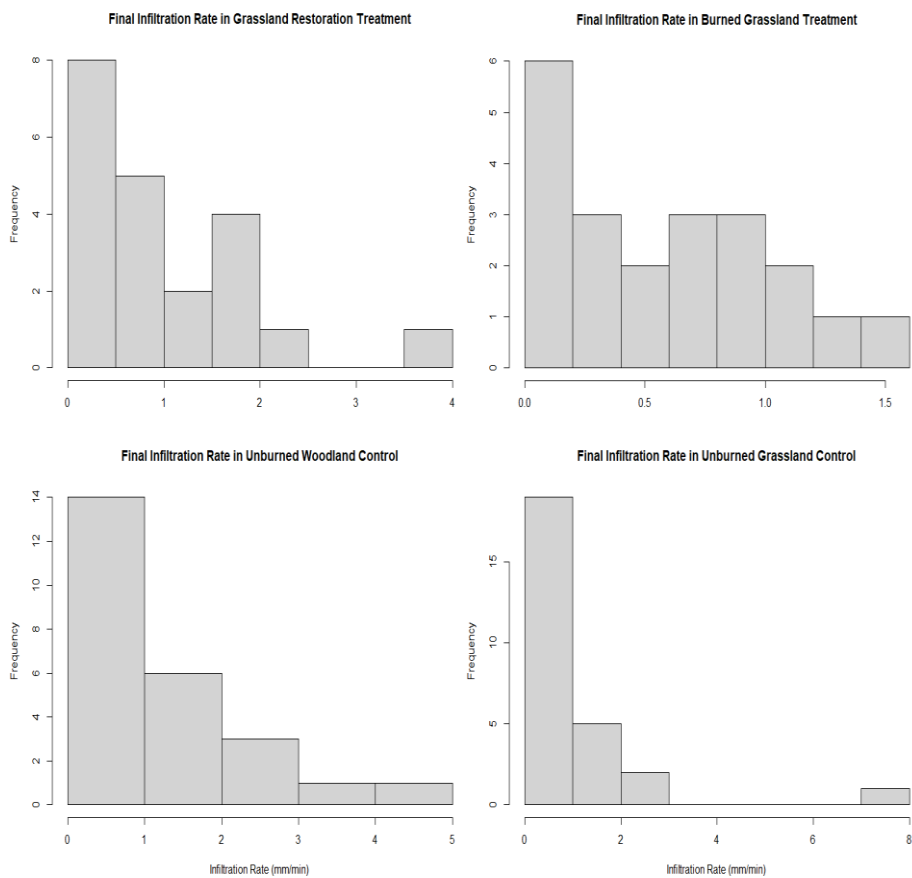 Final Infiltration Rate in Grassland Restoration Treatment
Frequency
8
6
4
2
0
0 1 2 3 4
Final Infiltration Rate in Burned Grassland Treatment
Frequency
6
5
4
3
2
1
0
0.0 0.5 1.0 1.5
Final Infiltration Rate in Unburned Woodland Control
Frequency
14
12
10
8
6
4
2
0
0 1 2 3 4 5
Infiltration Rate (mm/min)
Final Infiltration Rate in Unburned Grassland Control
Frequency
15
10
5
0
0 2 4 6 8
Infiltration Rate (mm/min)